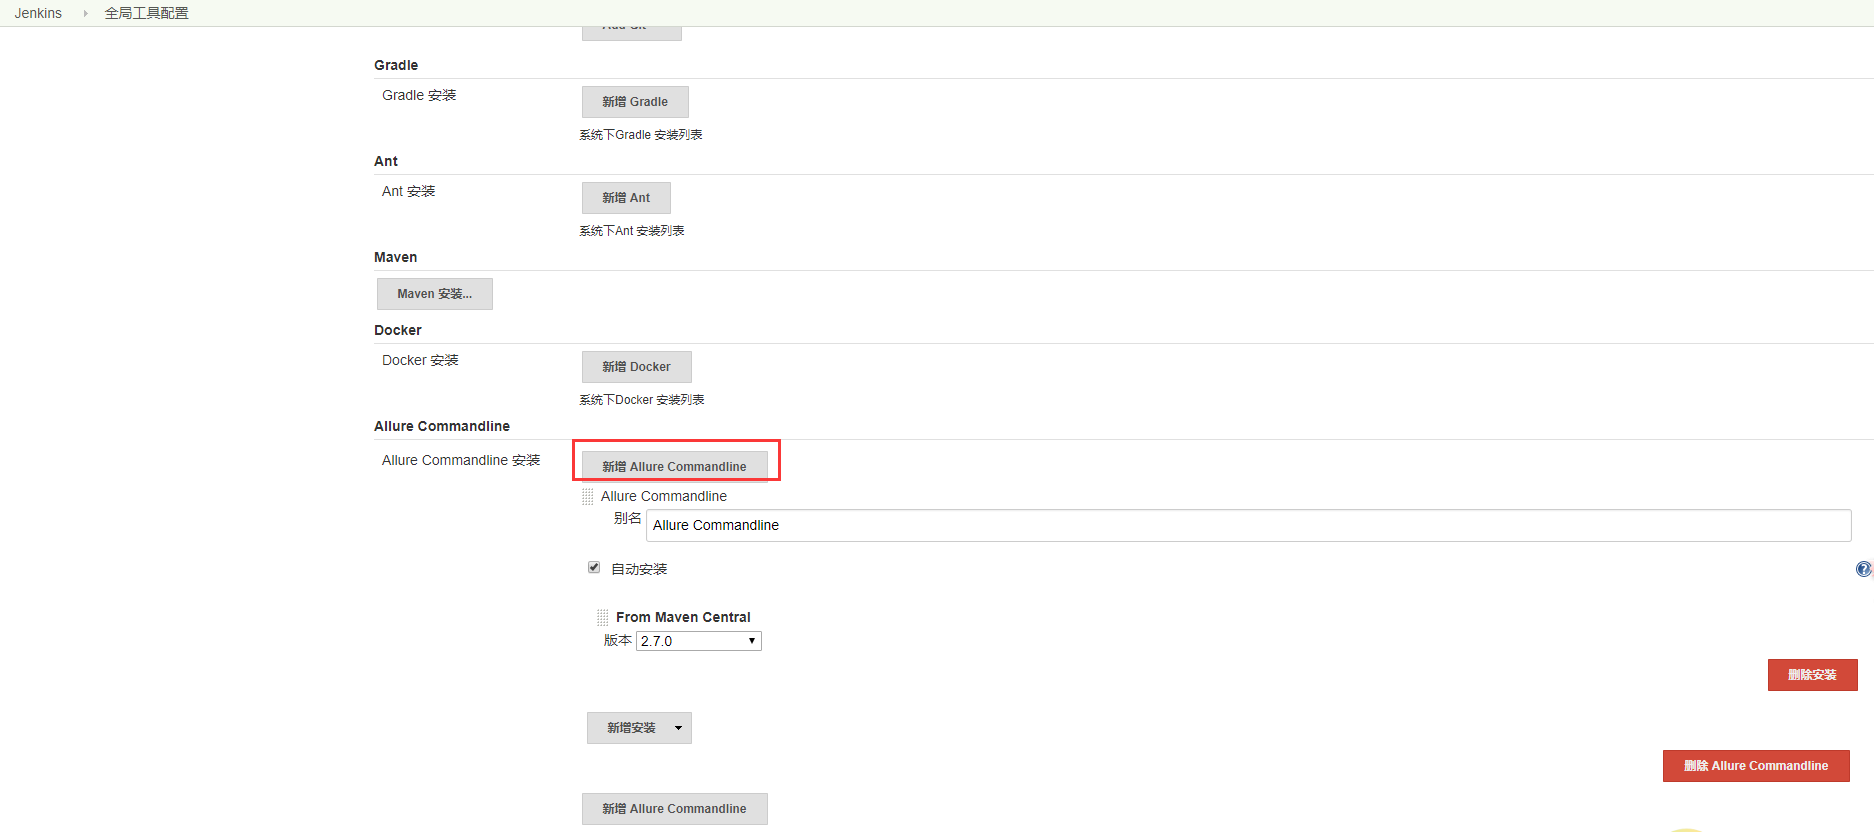 Jenkins 全局工具配置
Gradle
Gradle 安装
新增 Gradle
系统下Gradle 安装列表
Ant
Ant 安装
新增 Ant
系统下Ant 安装列表
Maven
Maven 安装...
Docker
Docker 安装
新增 Docker
系统下Docker 安装列表
Allure Commandline
Allure Commandline 安装
新增 Allure Commandline
Allure Commandline
别名 Allure Commandline
自动安装
From Maven Central
版本 2.7.0
删除安装
新增安装
删除 Allure Commandline
新增 Allure Commandline